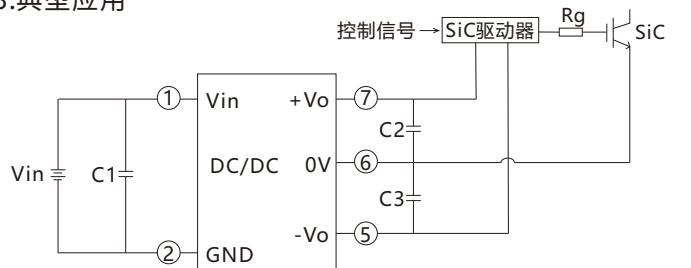 典型应用
控制信号
SiC驱动器
Rg
SiC
①
Vin
+Vo
⑦
C2
Vin
C1
DC/DC
0V
⑥
C3
-Vo
⑤
②
GND